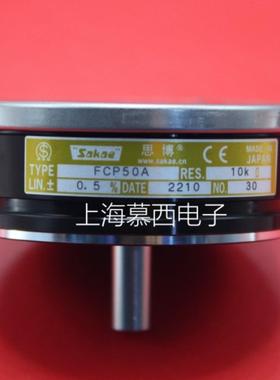 "Sakae" 思博® CE MADE IN
www.sakae.cn JAPAN
TYPE FCP50A RES. 10k
LIN.± 0.5 % DATE 2210 NO. 30
上海慕西电子